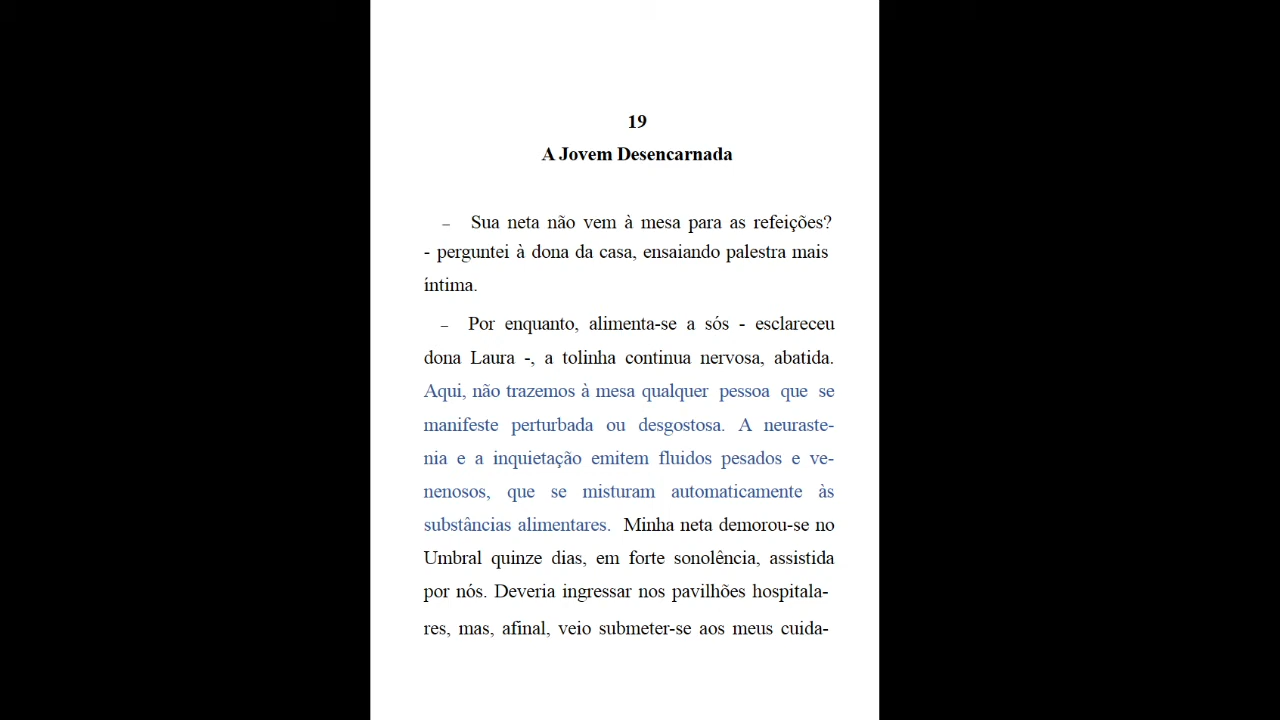 19
A Jovem Desencarnada
– Sua neta não vem à mesa para as refeições?
- perguntei à dona da casa, ensaiando palestra mais
íntima.
– Por enquanto, alimenta-se a sós - esclareceu
dona Laura -, a tolinha continua nervosa, abatida.
Aqui, não trazemos à mesa qualquer pessoa que se
manifeste perturbada ou desgostosa. A neuraste-
nia e a inquietação emitem fluidos pesados e ve-
nenosos, que se misturam automaticamente às
substâncias alimentares. Minha neta demorou-se no
Umbral quinze dias, em forte sonolência, assistida
por nós. Deveria ingressar nos pavilhões hospitala-
res, mas, afinal, veio submeter-se aos meus cuida-